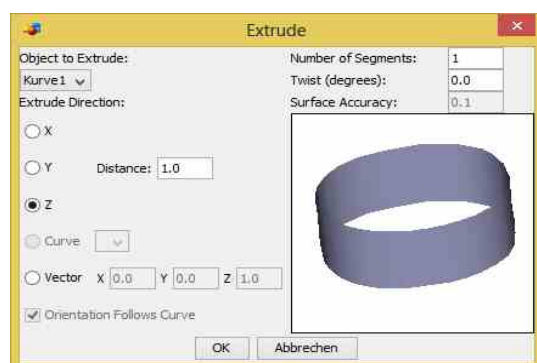 Extrude
Object to Extrude:
Kurve1
Number of Segments: 1
Twist (degrees): 0.0
Surface Accuracy: 0.1
Extrude Direction:
X
Y Distance: 1.0
Z
Curve
Vector X 0.0 Y 0.0 Z 1.0
Orientation Follows Curve
OK Abbrechen